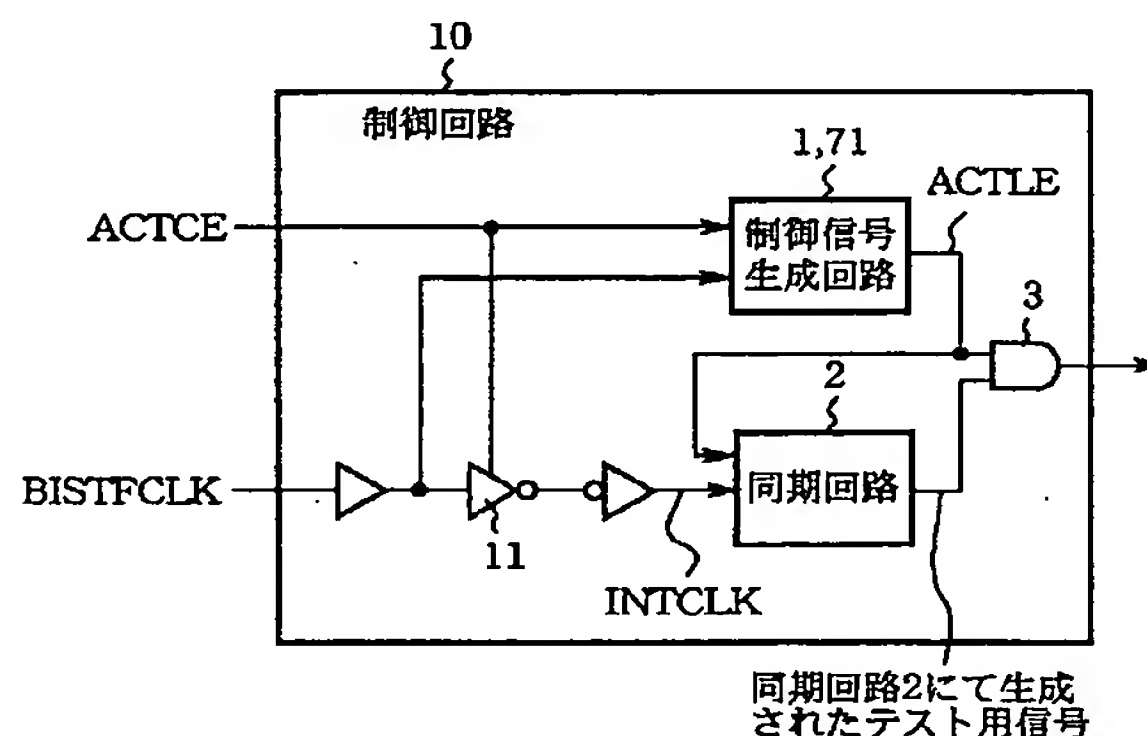 10
制御回路
1,71
ACTCE
ACTLE
制御信号
生成回路
3
2
BISTFCLK
同期回路
11
INTCLK
同期回路2にて生成
されたテスト用信号